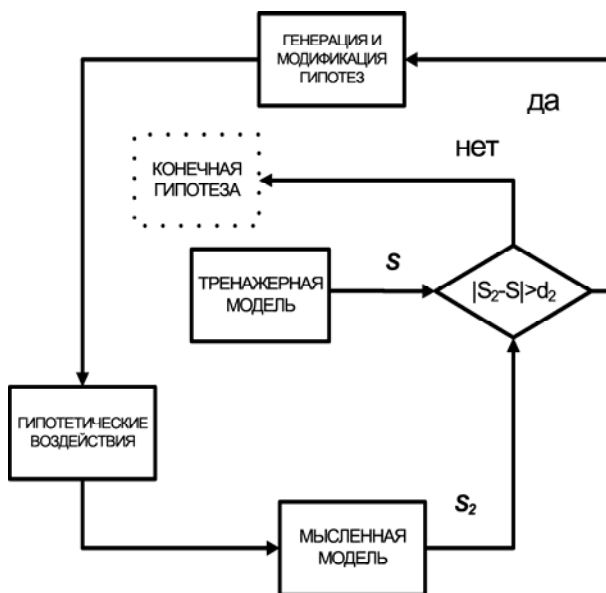 ГЕНЕРАЦИЯ И
МОДИФИКАЦИЯ
ГИПОТЕЗ
да
нет
КОНЕЧНАЯ
ГИПОТЕЗА
ТРЕНАЖЕРНАЯ
МОДЕЛЬ
S
|S₂-S|>d₂
ГИПОТЕТИЧЕСКИЕ
ВОЗДЕЙСТВИЯ
S₂
МЫСЛЕННАЯ
МОДЕЛЬ